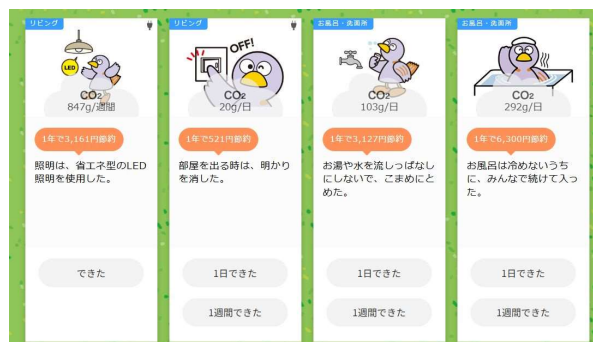 リビング
LED
CO2
847g/週間
1年で3,161円節約
照明は、省エネ型のLED
照明を使用した。
できた
リビング
OFF!
CO2
20g/日
1年で521円節約
部屋を出る時は、明かり
を消した。
1日できた
1週間できた
お風呂・洗面所
CO2
103g/日
1年で3,127円節約
お湯や水を流しっぱなし
にしないで、こまめにと
めた。
1日できた
1週間できた
お風呂・洗面所
CO2
292g/日
1年で6,300円節約
お風呂は冷めないうち
に、みんなで続けて入っ
た。
1日できた
1週間できた